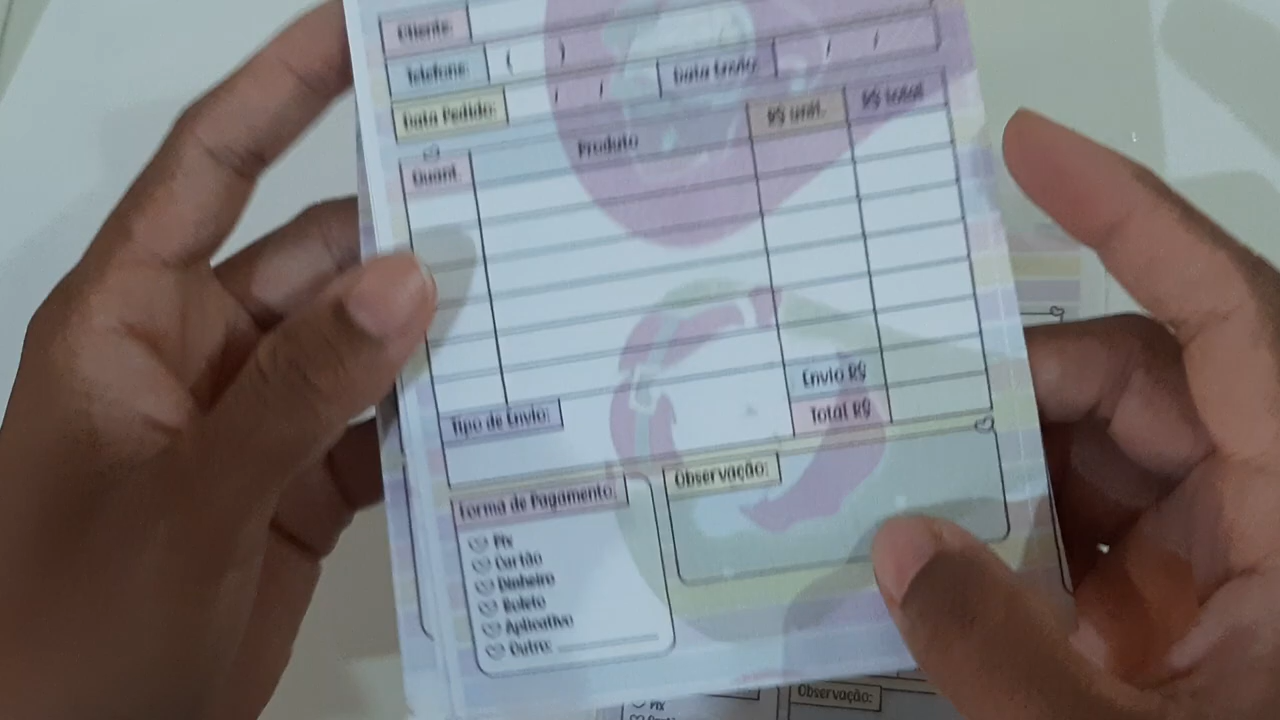 Cliente:
Telefone: ( ) Data Envio: / /
Data Pedido: / /
Quant. Produto R$ unit. R$ total
Envio R$
Total R$
Tipo de Envio:
Forma de Pagamento:
Pix
Cartão
Dinheiro
Boleto
Aplicativo
Outro:
Observação:
Observação:
Pix